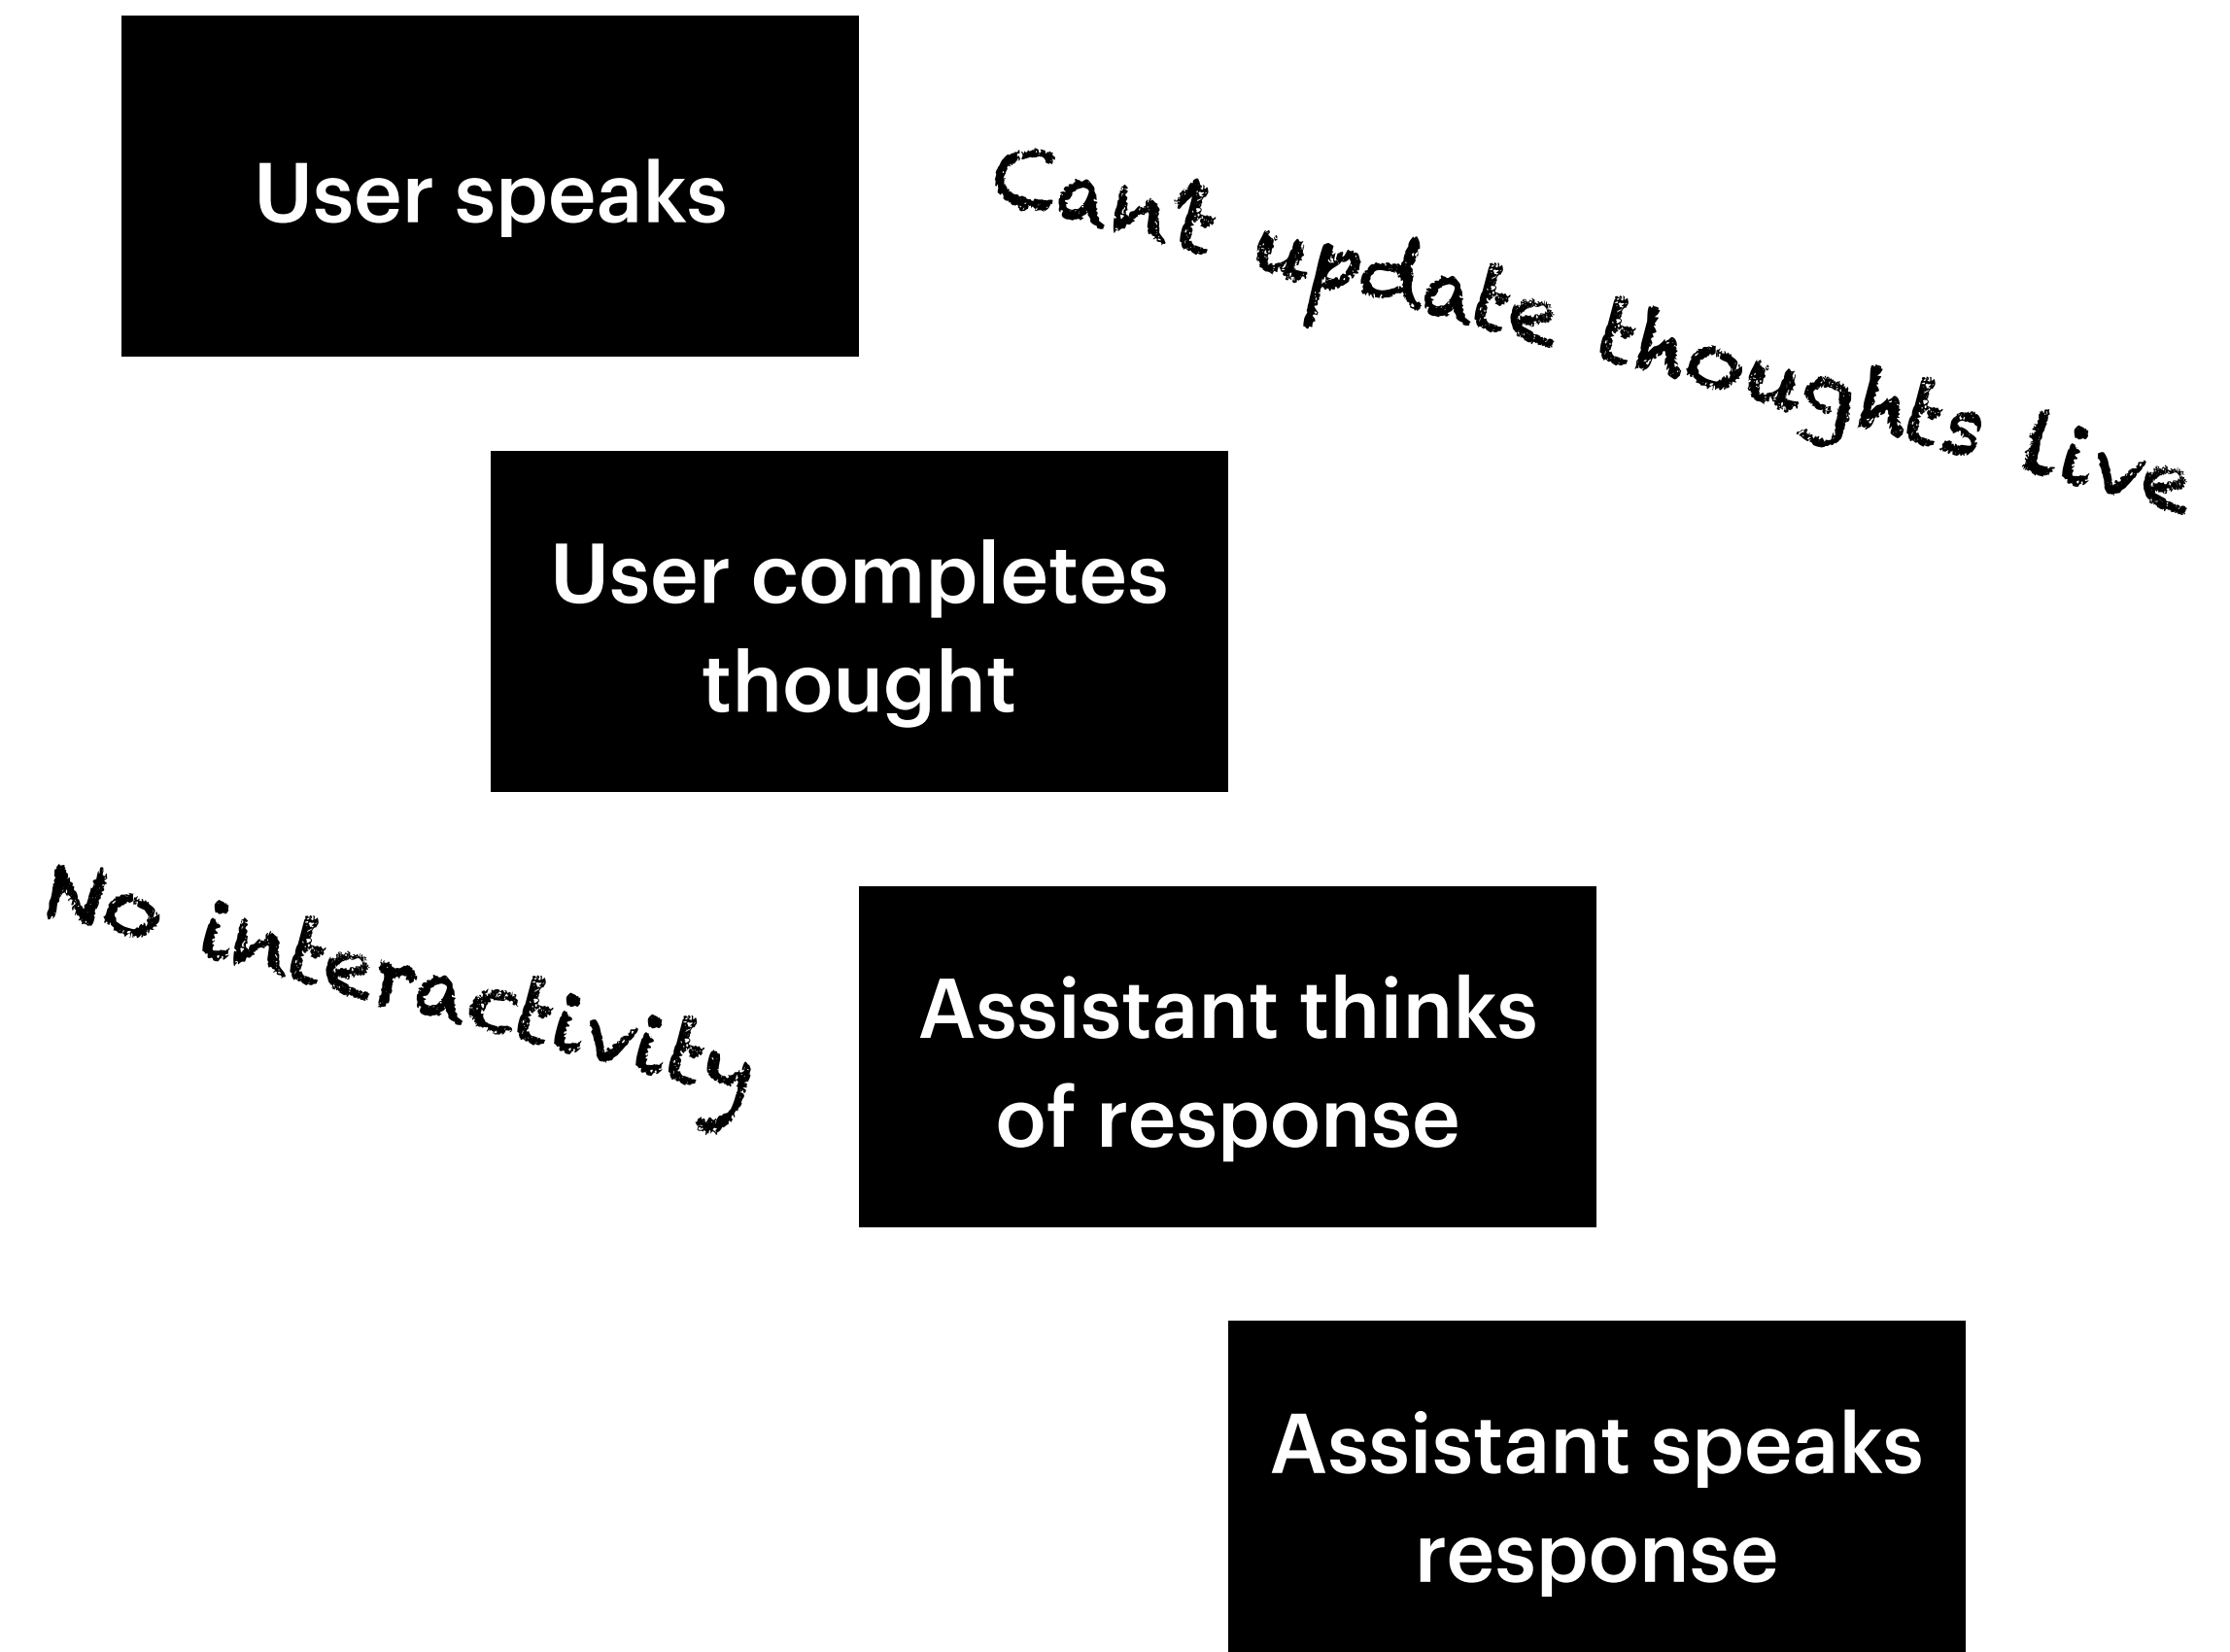 User speaks
Cant update thoughts live
User completes
thought
No interactivity
Assistant thinks
of response
Assistant speaks
response